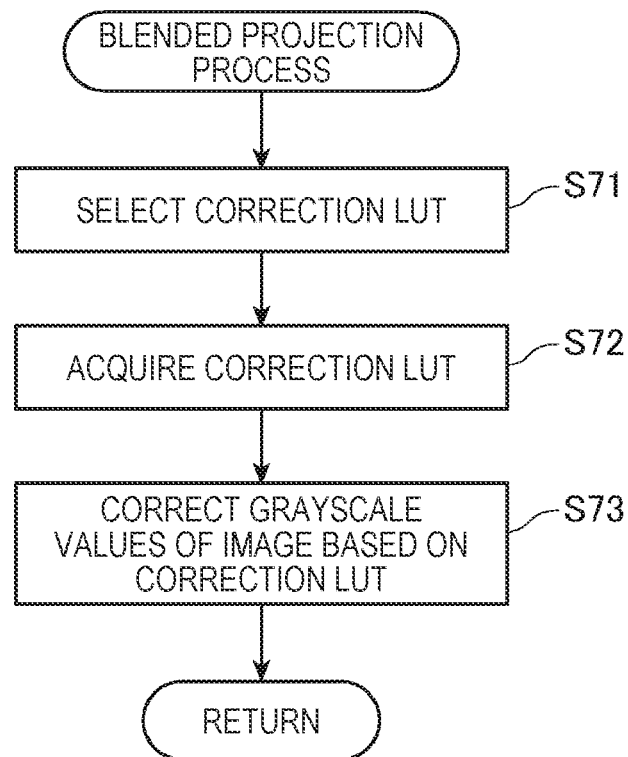 BLENDED PROJECTION
PROCESS
SELECT CORRECTION LUT
S71
ACQUIRE CORRECTION LUT
S72
CORRECT GRAYSCALE
VALUES OF IMAGE BASED ON
CORRECTION LUT
S73
RETURN